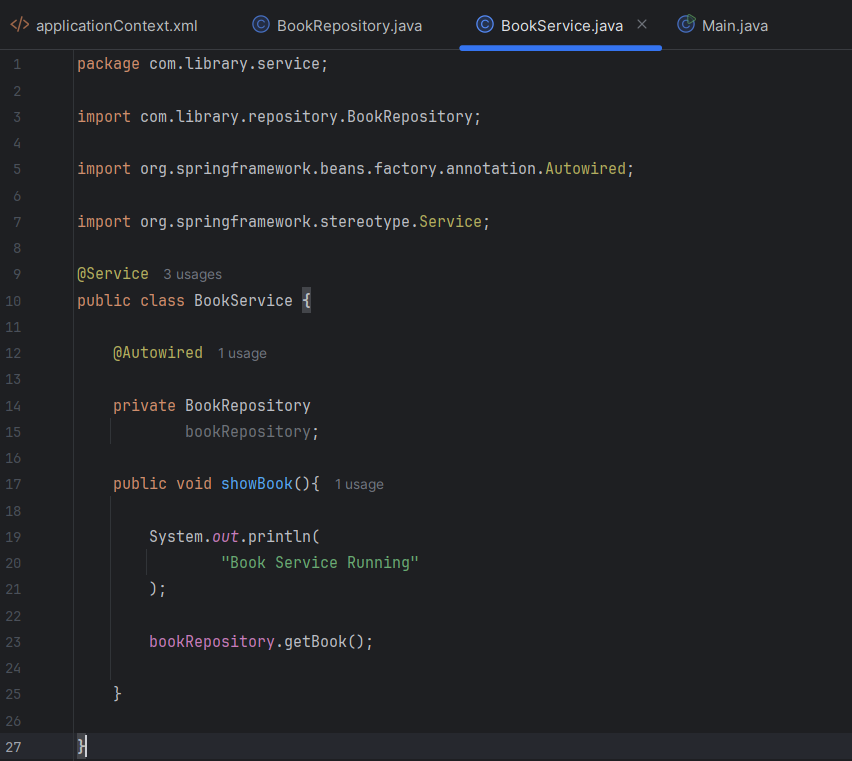 applicationContext.xml BookRepository.java BookService.java Main.java
1 package com.library.service;
2
3 import com.library.repository.BookRepository;
4
5 import org.springframework.beans.factory.annotation.Autowired;
6
7 import org.springframework.stereotype.Service;
8
9 @Service 3 usages
10 public class BookService {
11
12     @Autowired 1 usage
13
14     private BookRepository
15             bookRepository;
16
17     public void showBook(){ 1 usage
18
19         System.out.println(
20                 "Book Service Running"
21         );
22
23         bookRepository.getBook();
24
25     }
26
27 }